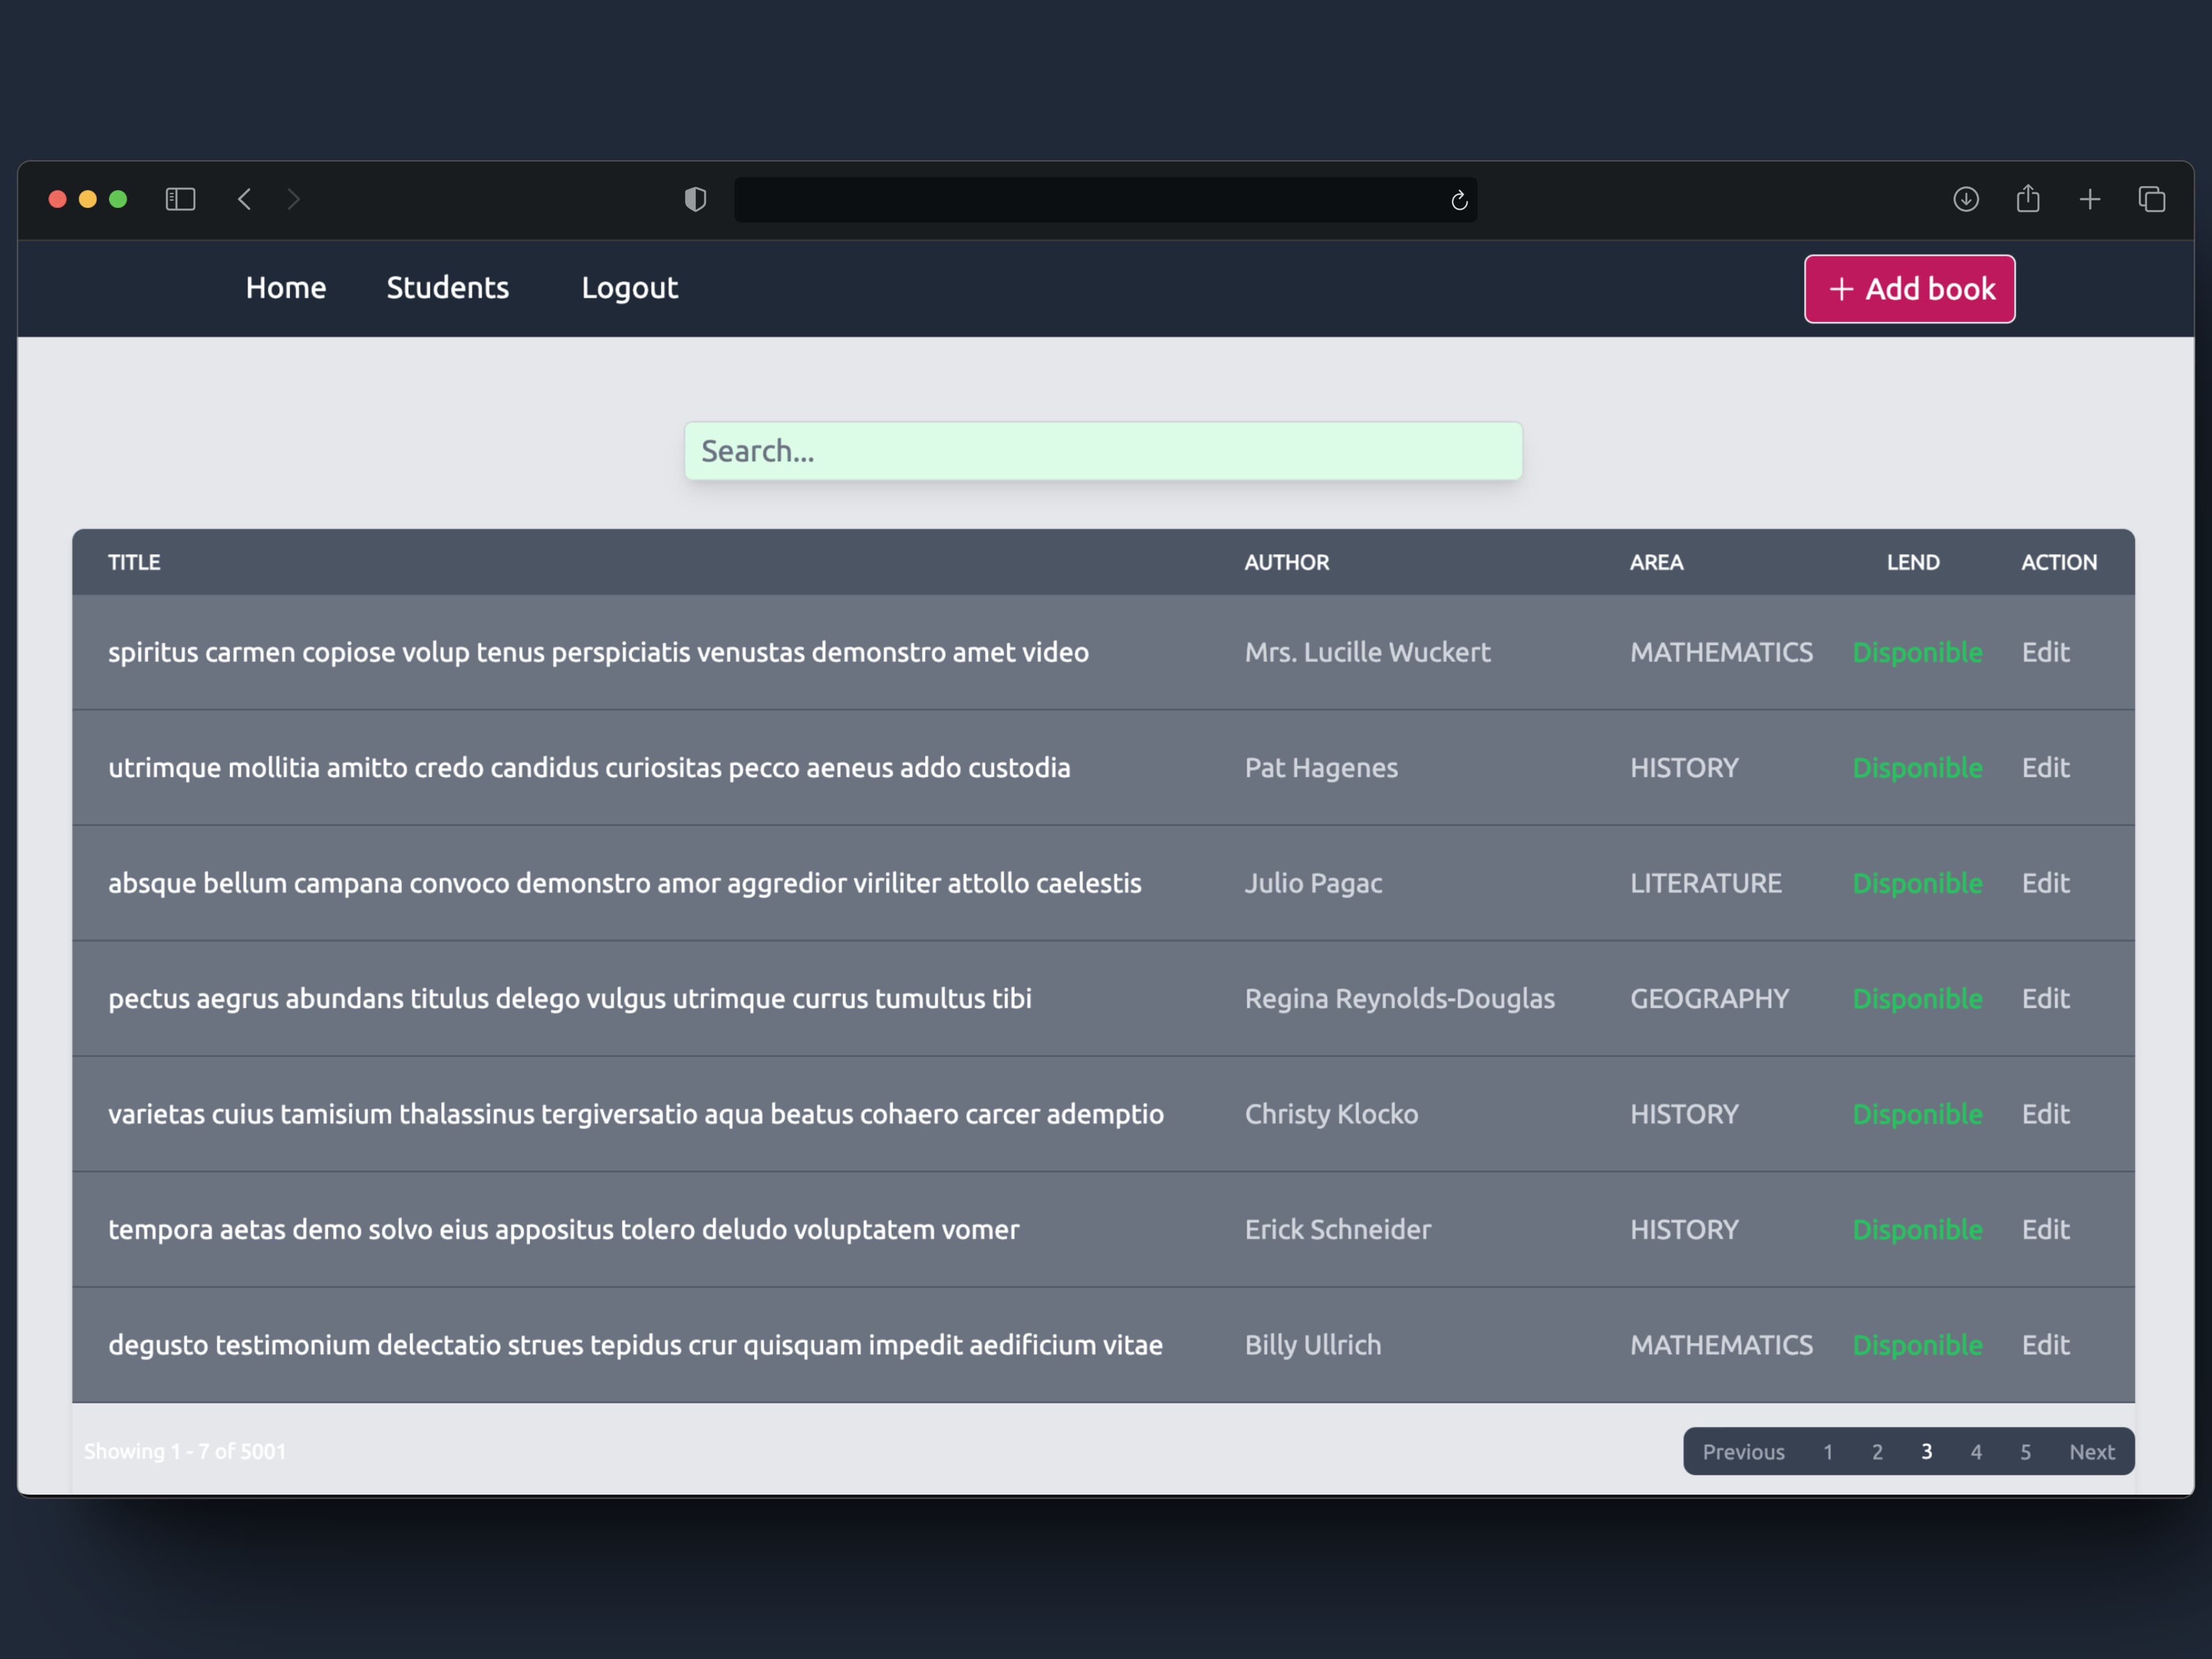 Home Students Logout + Add book
Search...
TITLE AUTHOR AREA LEND ACTION
spiritus carmen copiose volup tenus perspiciatis venustas demonstro amet video Mrs. Lucille Wuckert MATHEMATICS Disponible Edit
utrimque mollitia amitto credo candidus curiositas pecco aeneus addo custodia Pat Hagenes HISTORY Disponible Edit
absque bellum campana convoco demonstro amor aggredior viriliter attollo caelestis Julio Pagac LITERATURE Disponible Edit
pectus aegrus abundans titulus delego vulgus utrimque currus tumultus tibi Regina Reynolds-Douglas GEOGRAPHY Disponible Edit
varietas cuius tamisium thalassinus tergiversatio aqua beatus cohaero carcer ademptio Christy Klocko HISTORY Disponible Edit
tempora aetas demo solvo eius appositus tolero deludo voluptatem vomer Erick Schneider HISTORY Disponible Edit
degusto testimonium delectatio strues tepidus crur quisquam impedit aedificium vitae Billy Ullrich MATHEMATICS Disponible Edit
Showing 1 - 7 of 5001 Previous 1 2 3 4 5 Next